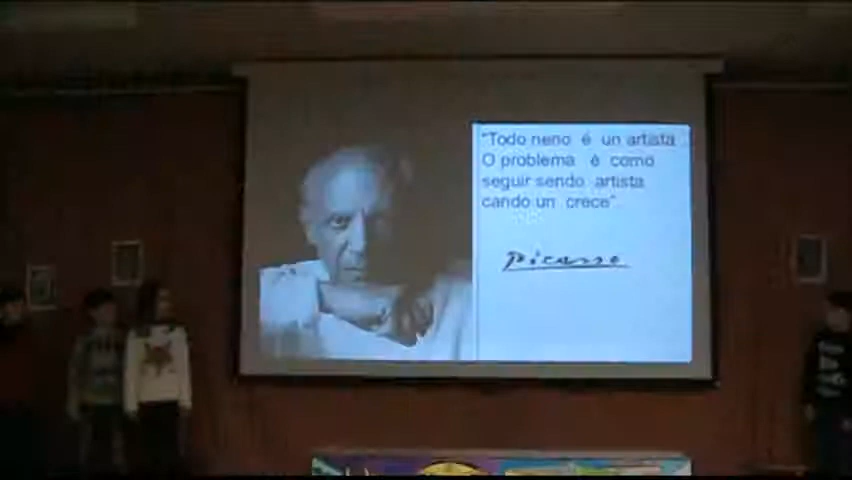 "Todo neno é un artista
O problema é como
seguir sendo artista
cando un crece".
Picasso